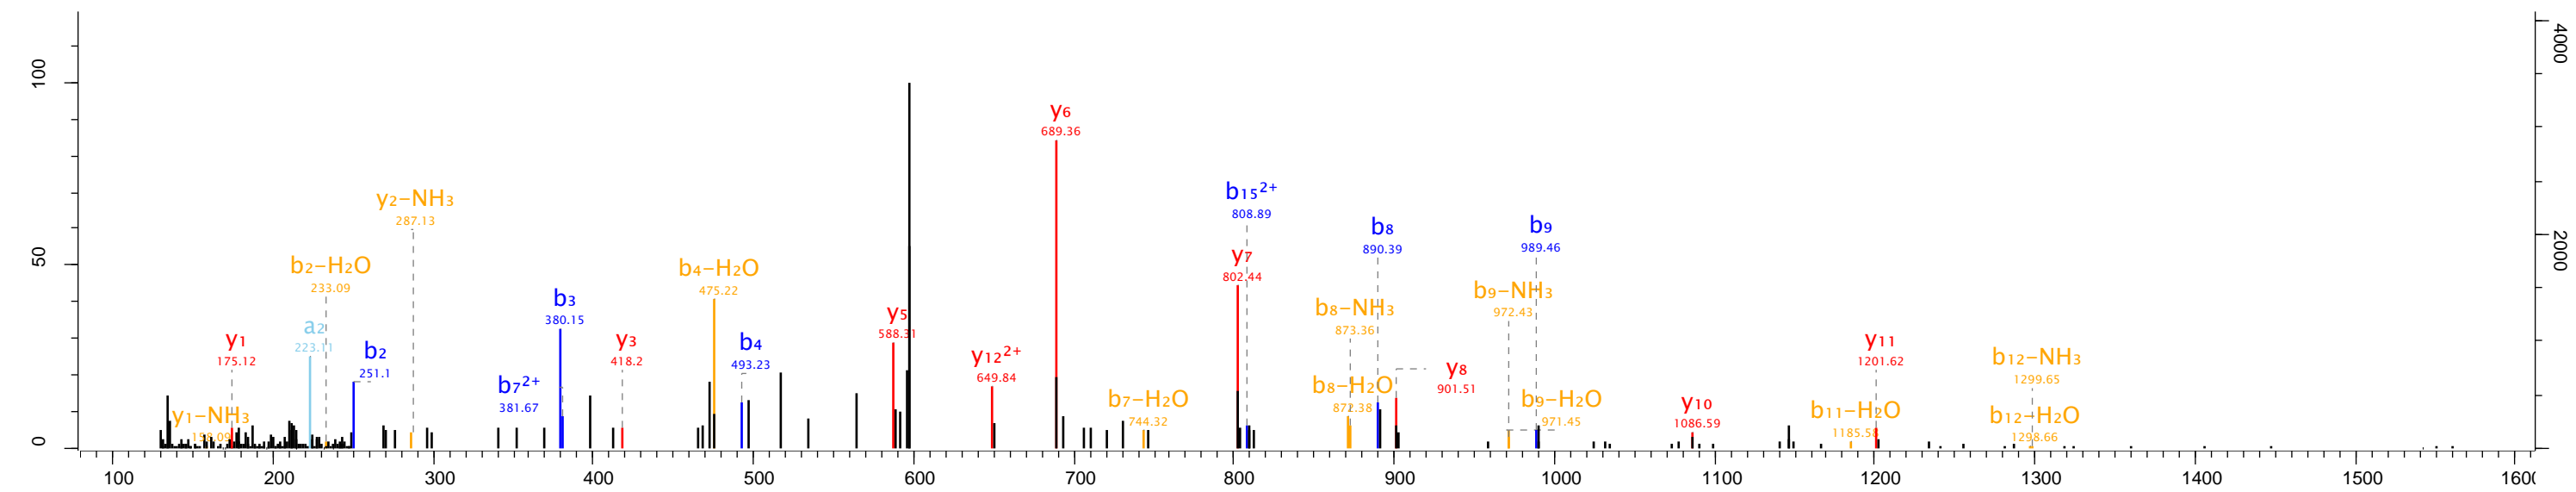 4000
100
y₆
689.36
b₁₅²⁺
808.89
y₂-NH₃
287.13
b₈
890.39
b₉
989.46
2000
50
b₂-H₂O
233.09
b₄-H₂O
475.22
y₇
802.44
b₉-NH₃
972.43
b₃
380.15
y₅
588.31
b₈-NH₃
873.36
a₂
y₁
175.12
b₂
251.1
y₃
418.2
b₄
493.23
y₁₂²⁺
649.84
y₈
901.51
y₁₁
1201.62
b₁₂-NH₃
1299.65
b₇²⁺
381.67
b₇-H₂O
744.32
b₈-H₂O
872.38
b₉-H₂O
971.45
y₁₀
1086.59
b₁₁-H₂O
b₁₂-H₂O
1298.66
y₁-NH₃
0
0
100 200 300 400 500 600 700 800 900 1000 1100 1200 1300 1400 1500